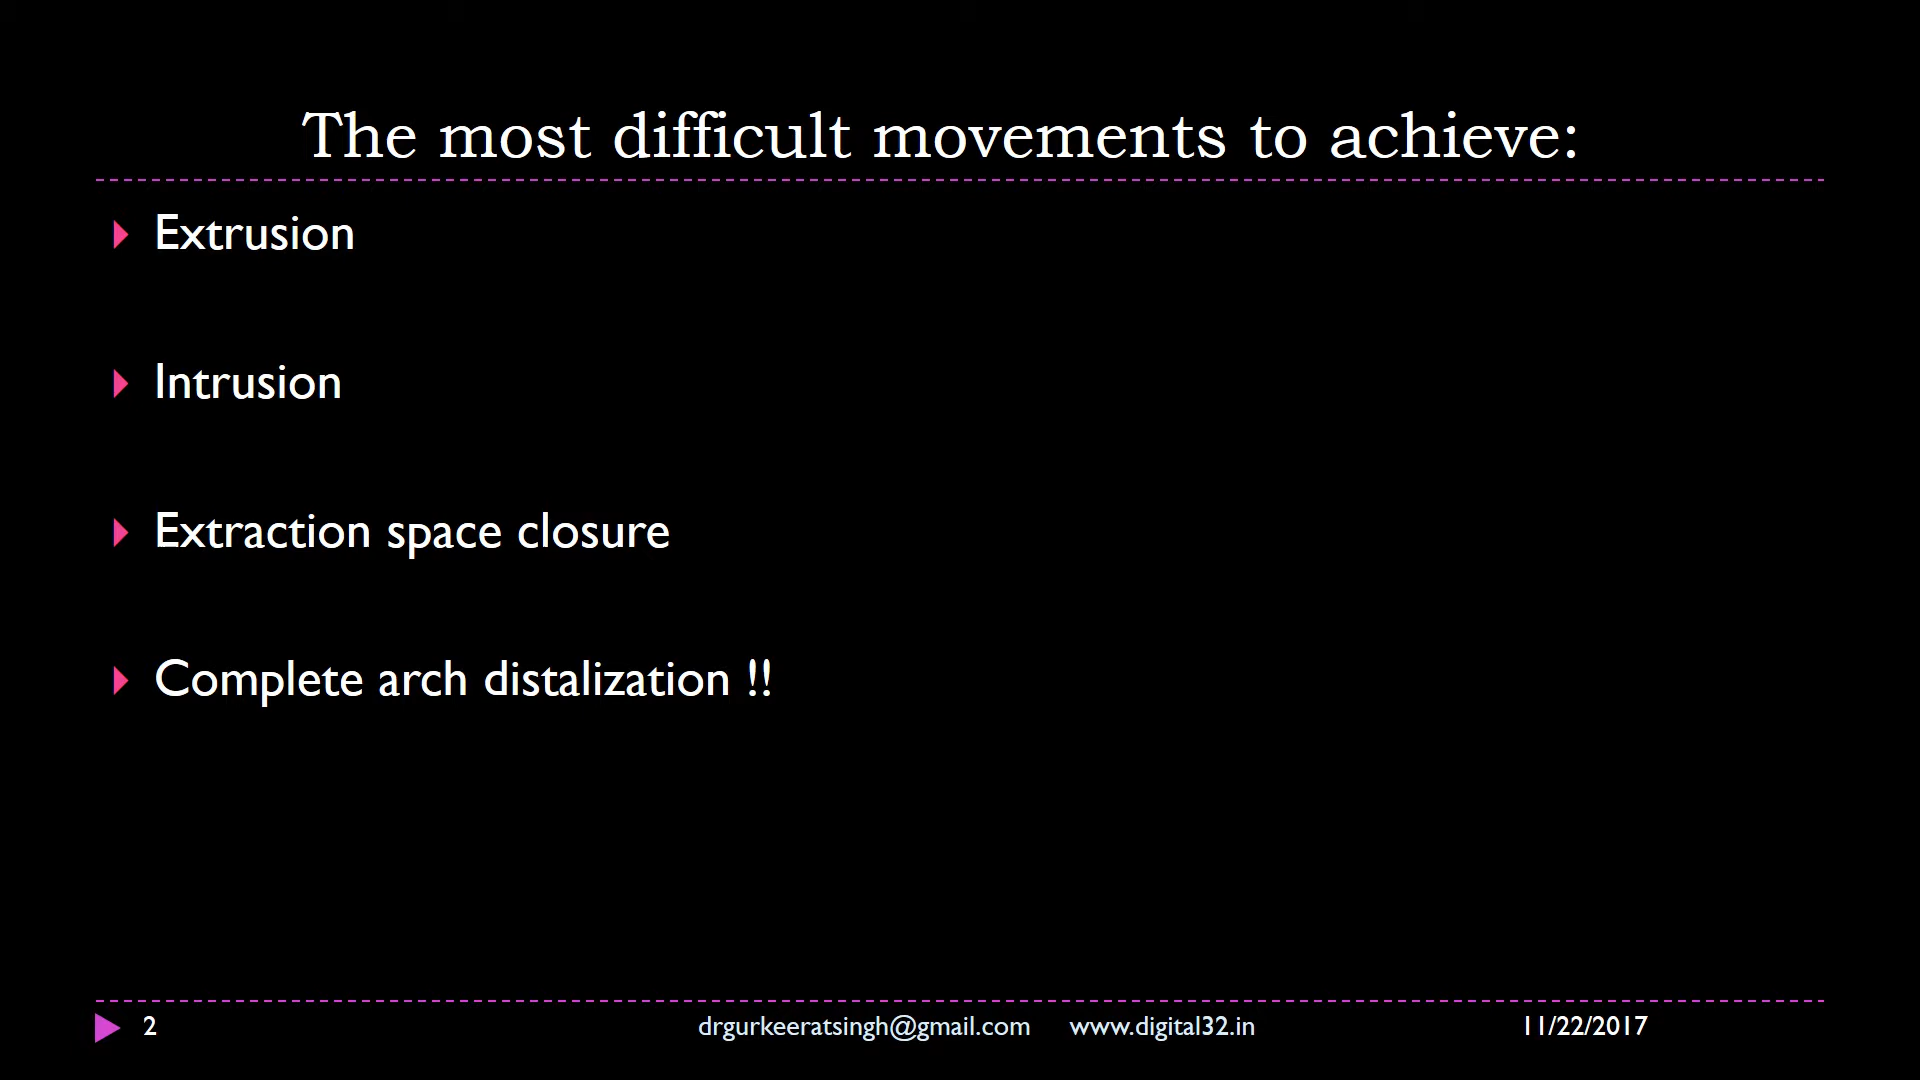 The most difficult movements to achieve:
Extrusion
Intrusion
Extraction space closure
Complete arch distalization !!
2 drgurkeeratsingh@gmail.com www.digital32.in 11/22/2017